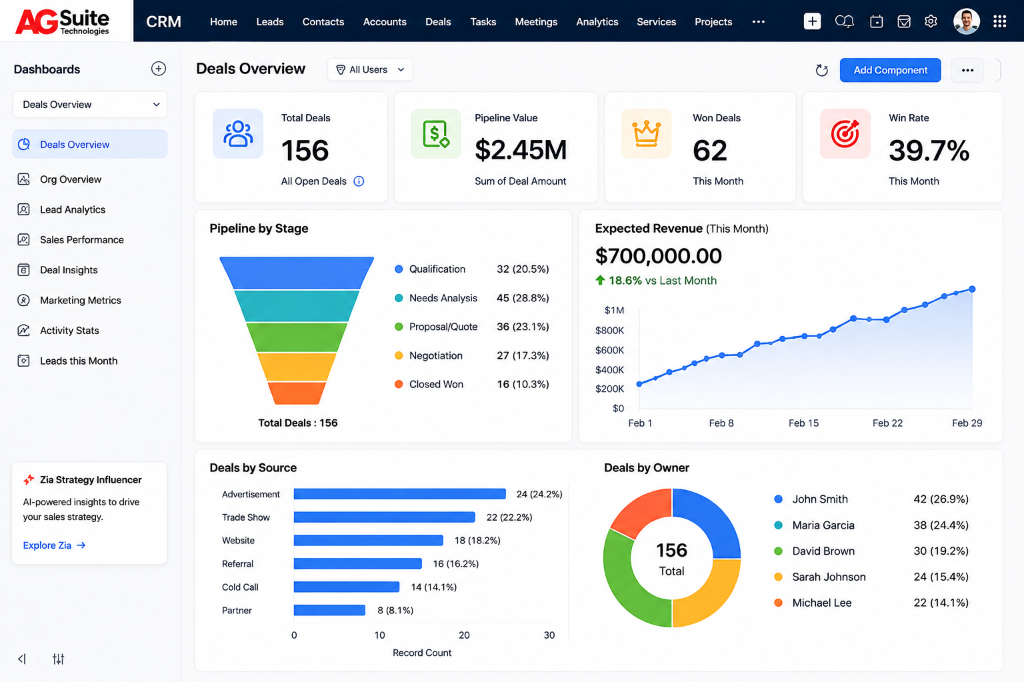 AGSuite
Technologies
CRM
Home Leads Contacts Accounts Deals Tasks Meetings Analytics Services Projects
Dashboards
Deals Overview
Deals Overview
Org Overview
Lead Analytics
Sales Performance
Deal Insights
Marketing Metrics
Activity Stats
Leads this Month
Zia Strategy Influencer
AI-powered insights to drive
your sales strategy.
Explore Zia →
Deals Overview
All Users
Add Component
Total Deals
156
All Open Deals
Pipeline Value
$2.45M
Sum of Deal Amount
Won Deals
62
This Month
Win Rate
39.7%
This Month
Pipeline by Stage
Qualification 32 (20.5%)
Needs Analysis 45 (28.8%)
Proposal/Quote 36 (23.1%)
Negotiation 27 (17.3%)
Closed Won 16 (10.3%)
Total Deals : 156
Expected Revenue (This Month)
$700,000.00
18.6% vs Last Month
$1M
$800K
$600K
$400K
$200K
$0
Feb 1 Feb 8 Feb 15 Feb 22 Feb 29
Deals by Source
Advertisement 24 (24.2%)
Trade Show 22 (22.2%)
Website 18 (18.2%)
Referral 16 (16.2%)
Cold Call 14 (14.1%)
Partner 8 (8.1%)
0 10 20 30
Record Count
Deals by Owner
156
Total
John Smith 42 (26.9%)
Maria Garcia 38 (24.4%)
David Brown 30 (19.2%)
Sarah Johnson 24 (15.4%)
Michael Lee 22 (14.1%)